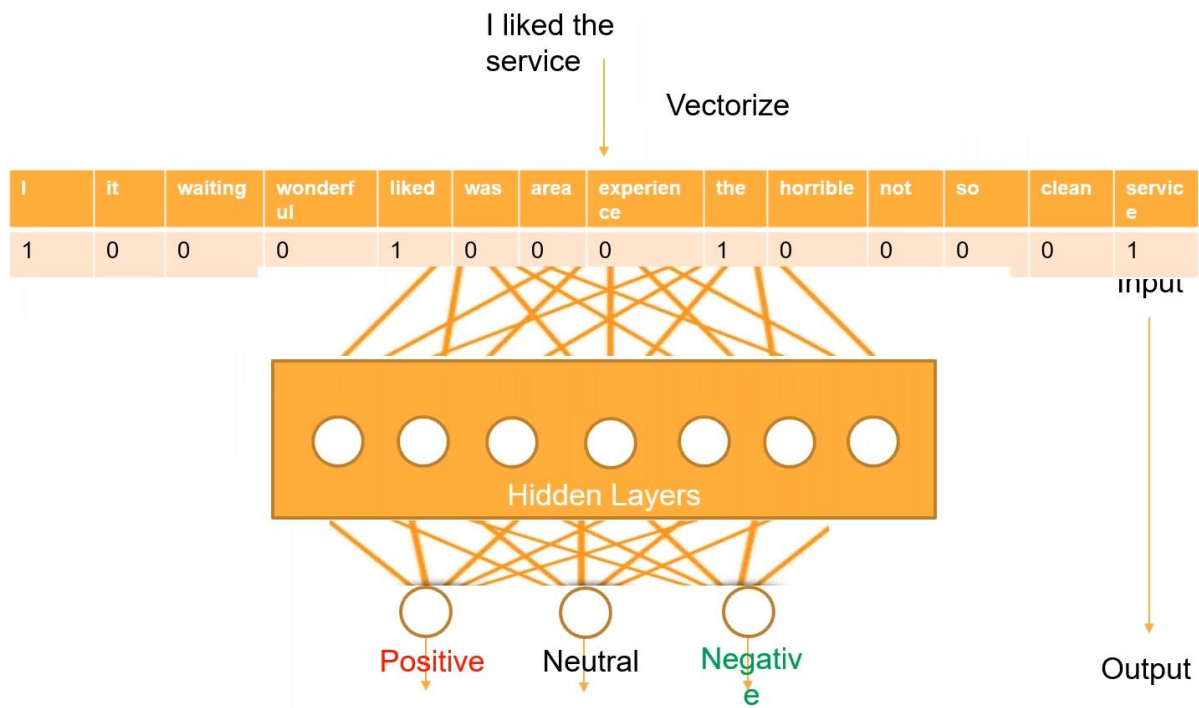 I liked the
service
Vectorize
I it waiting wonderf liked was area experien the horrible not so clean servic
ul ce e
1 0 0 0 1 0 0 0 1 0 0 0 0 1
Input
Hidden Layers
Positive Neutral Negativ
e
Output